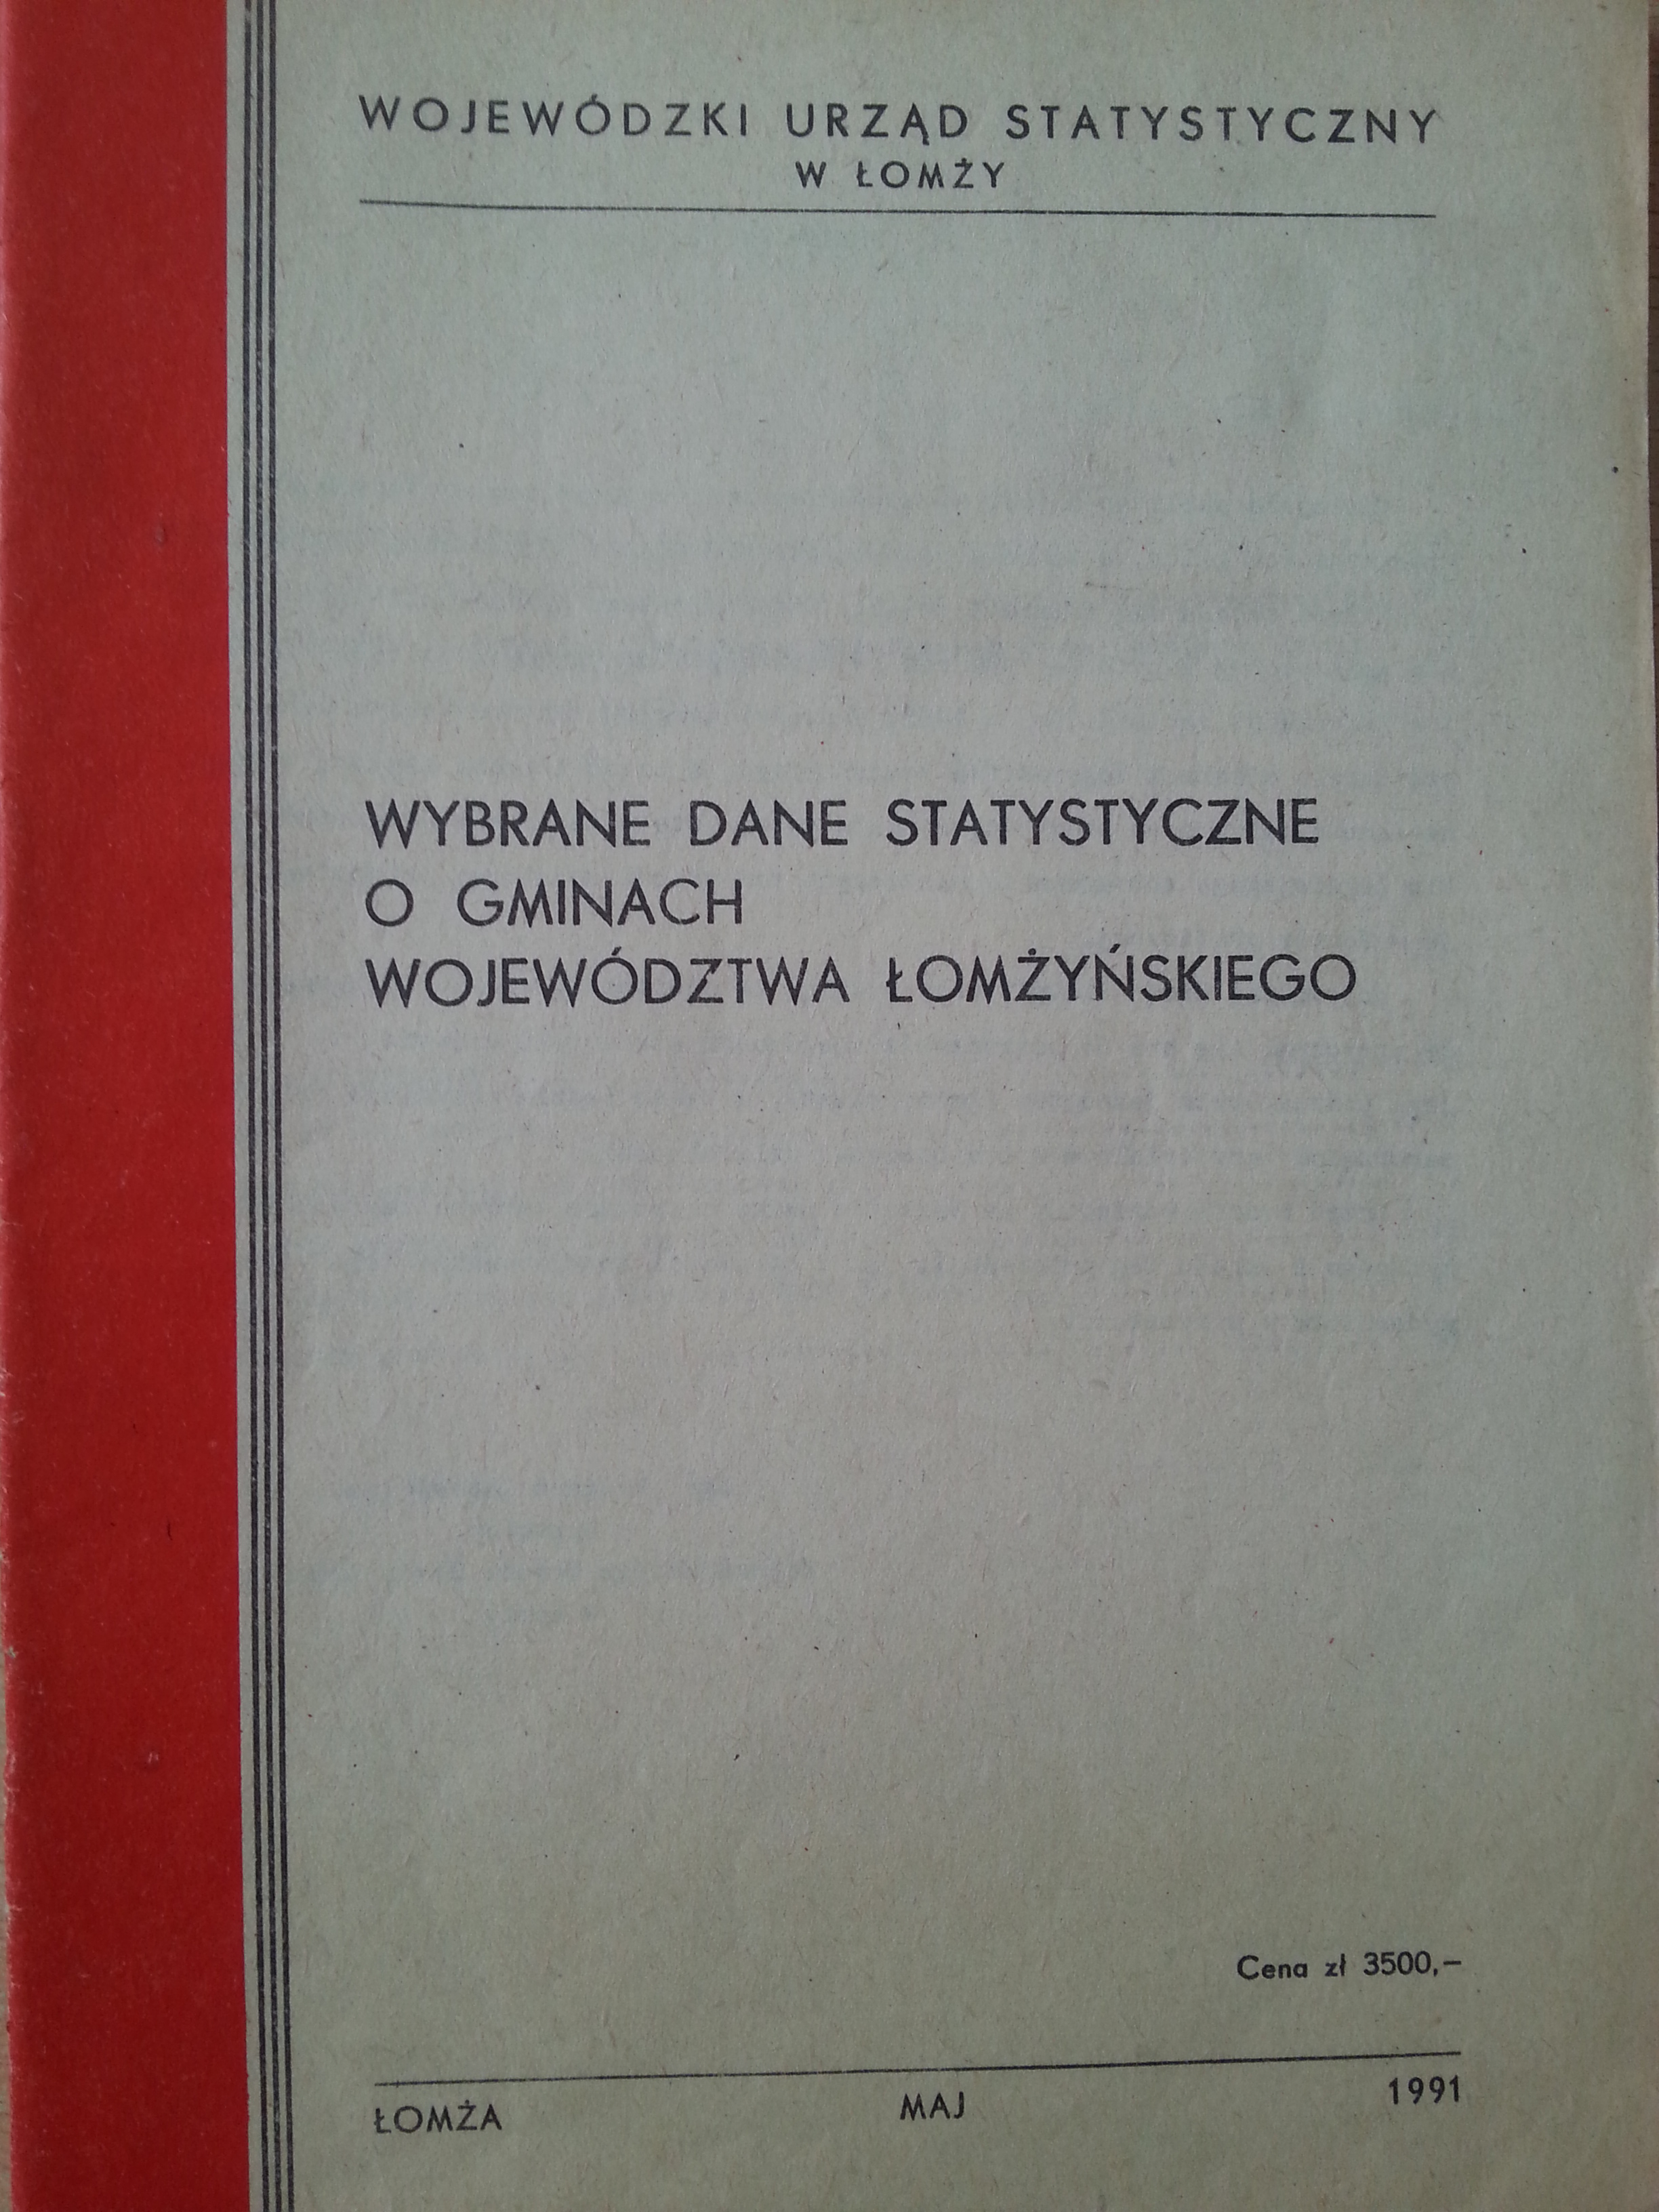 WOJEWÓDZKI URZĄD STATYSTYCZNY
W ŁOMŻY
WYBRANE DANE STATYSTYCZNE
O GMINACH
WOJEWÓDZTWA ŁOMŻYŃSKIEGO
Cena zł 3500,–
ŁOMŻA MAJ 1991